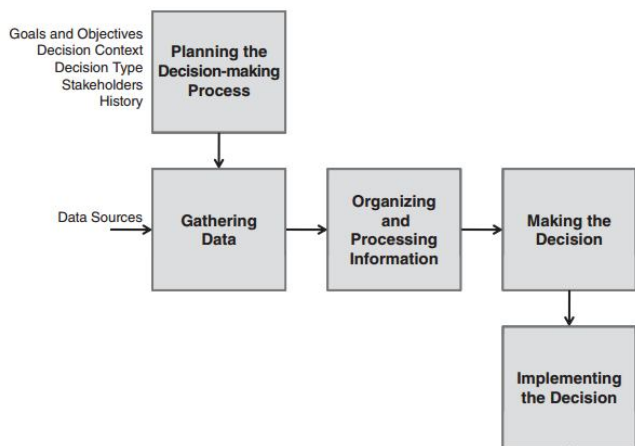 Goals and Objectives
Decision Context
Decision Type
Stakeholders
History
Planning the
Decision-making
Process
Data Sources
Gathering
Data
Organizing
and
Processing
Information
Making the
Decision
Implementing
the Decision